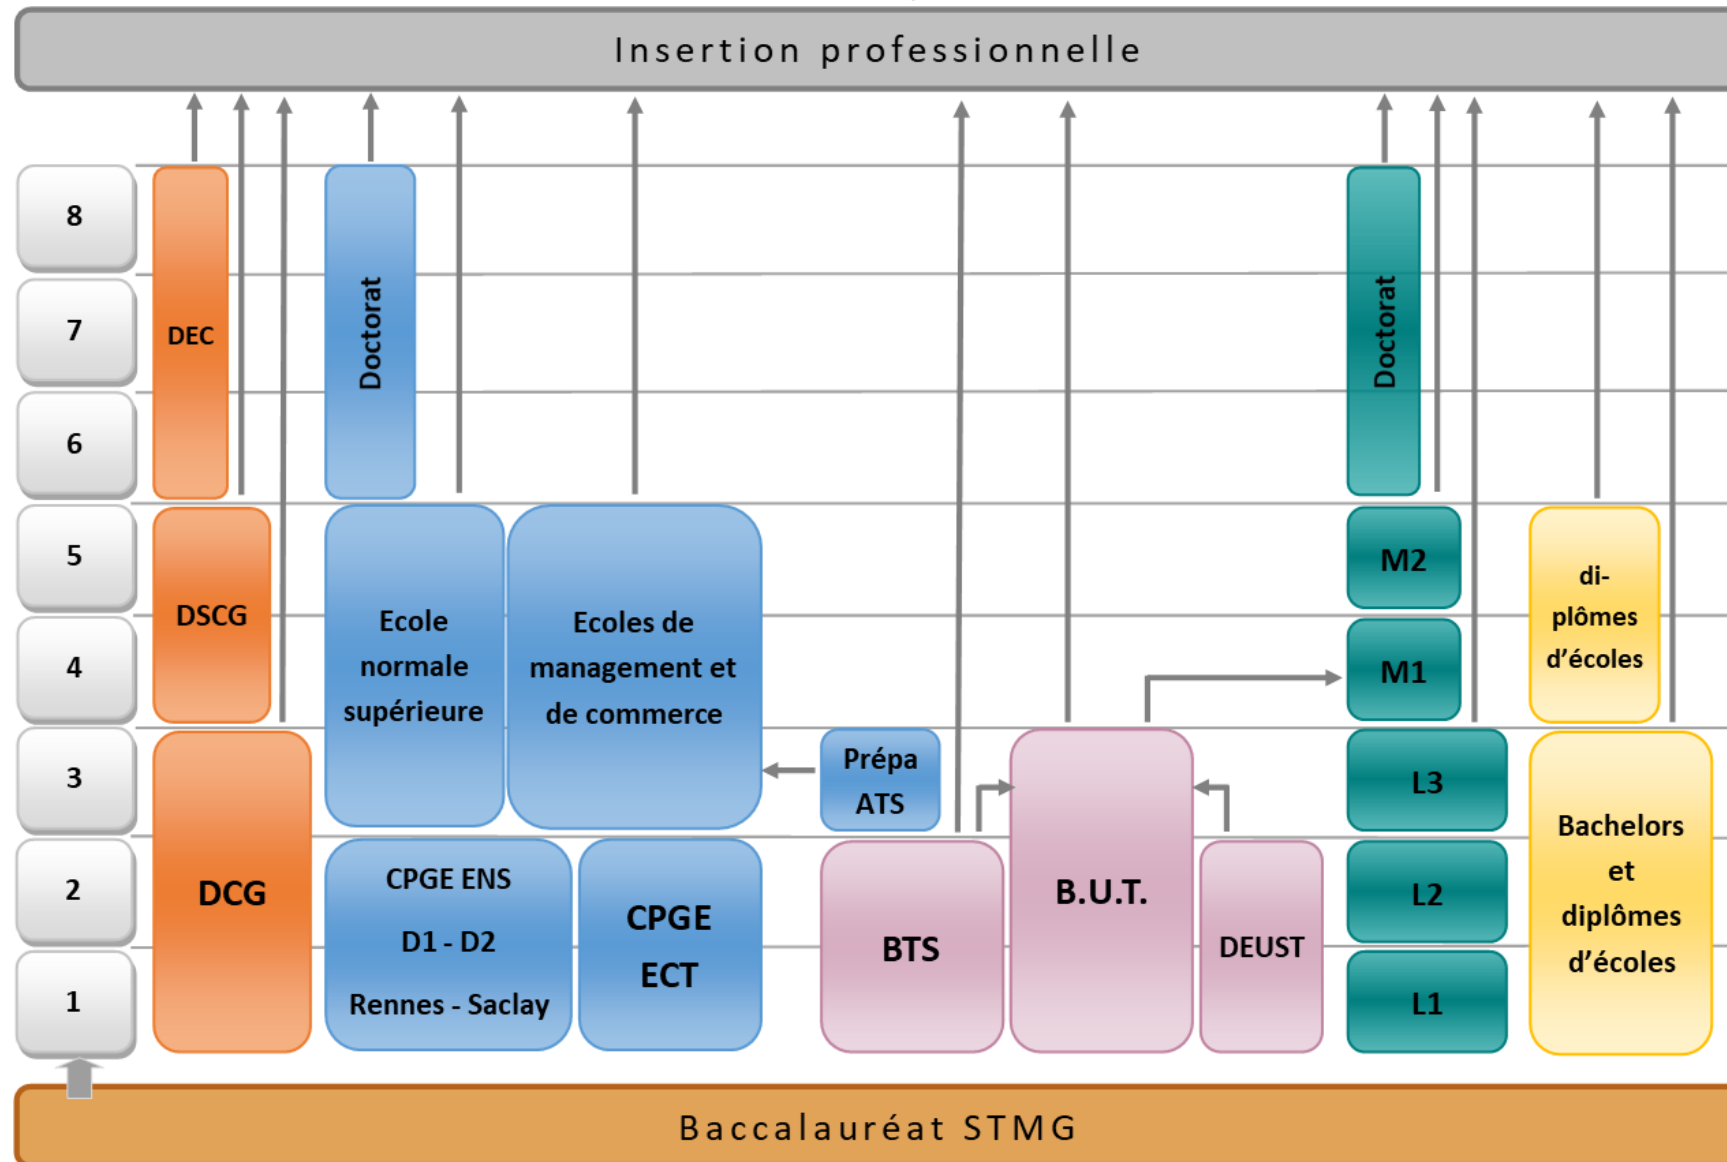 Insertion professionnelle
8
7
6
5
4
3
2
1
DEC
DSCG
DCG
Doctorat
Ecole
normale
supérieure
Ecoles de
management et
de commerce
CPGE ENS
D1 - D2
Rennes - Saclay
CPGE
ECT
Prépa
ATS
BTS
B.U.T.
DEUST
Doctorat
M2
M1
L3
L2
L1
di-
plômes
d’écoles
Bachelors
et
diplômes
d’écoles
Baccalauréat STMG